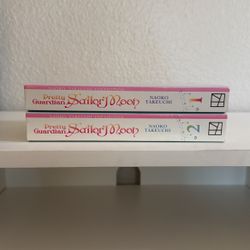 Pretty
Guardian Sailor Moon
NAOKO
TAKEUCHI
1
Pretty
Guardian Sailor Moon
NAOKO
TAKEUCHI
2